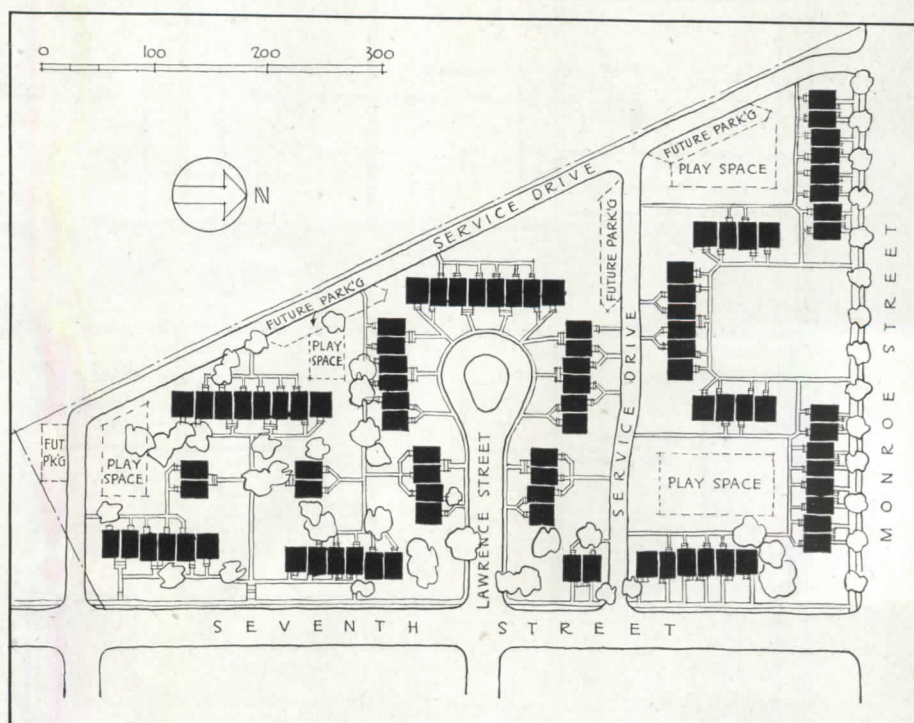 0 100 200 300
N
FUTURE PARK'G
PLAY SPACE
SERVICE DRIVE
FUTURE PARK'G
FUTURE PARK'G
PLAY
SPACE
SERVICE DRIVE
MONROE STREET
FUT
P'K'G
PLAY
SPACE
LAWRENCE STREET
PLAY SPACE
SEVENTH STREET